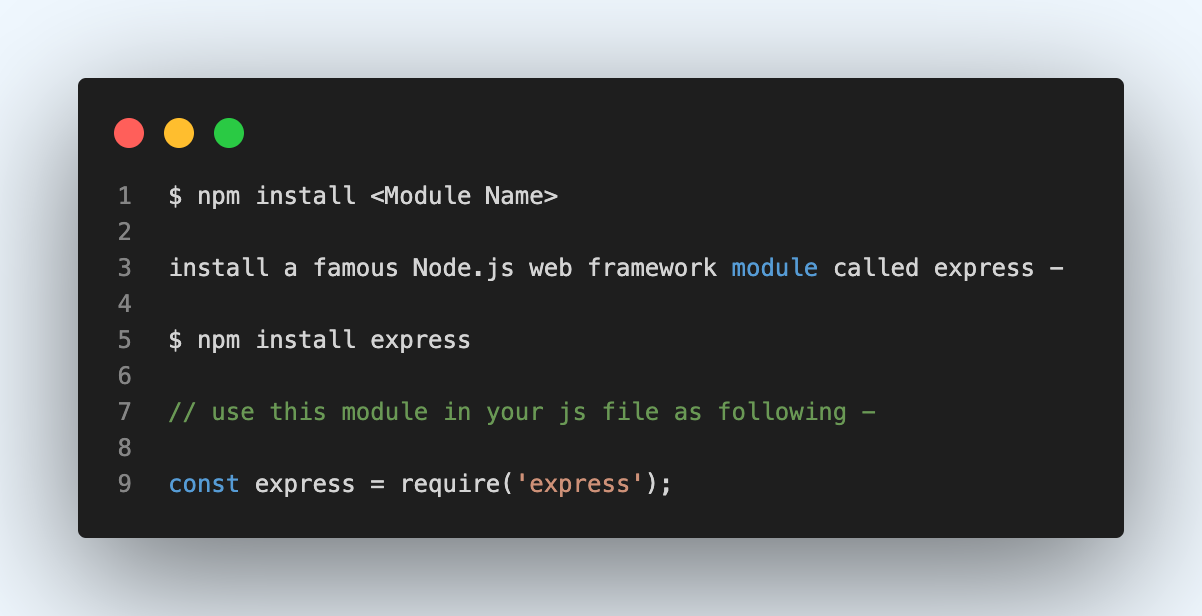 1 $ npm install <Module Name>
2
3 install a famous Node.js web framework module called express -
4
5 $ npm install express
6
7 // use this module in your js file as following -
8
9 const express = require('express');